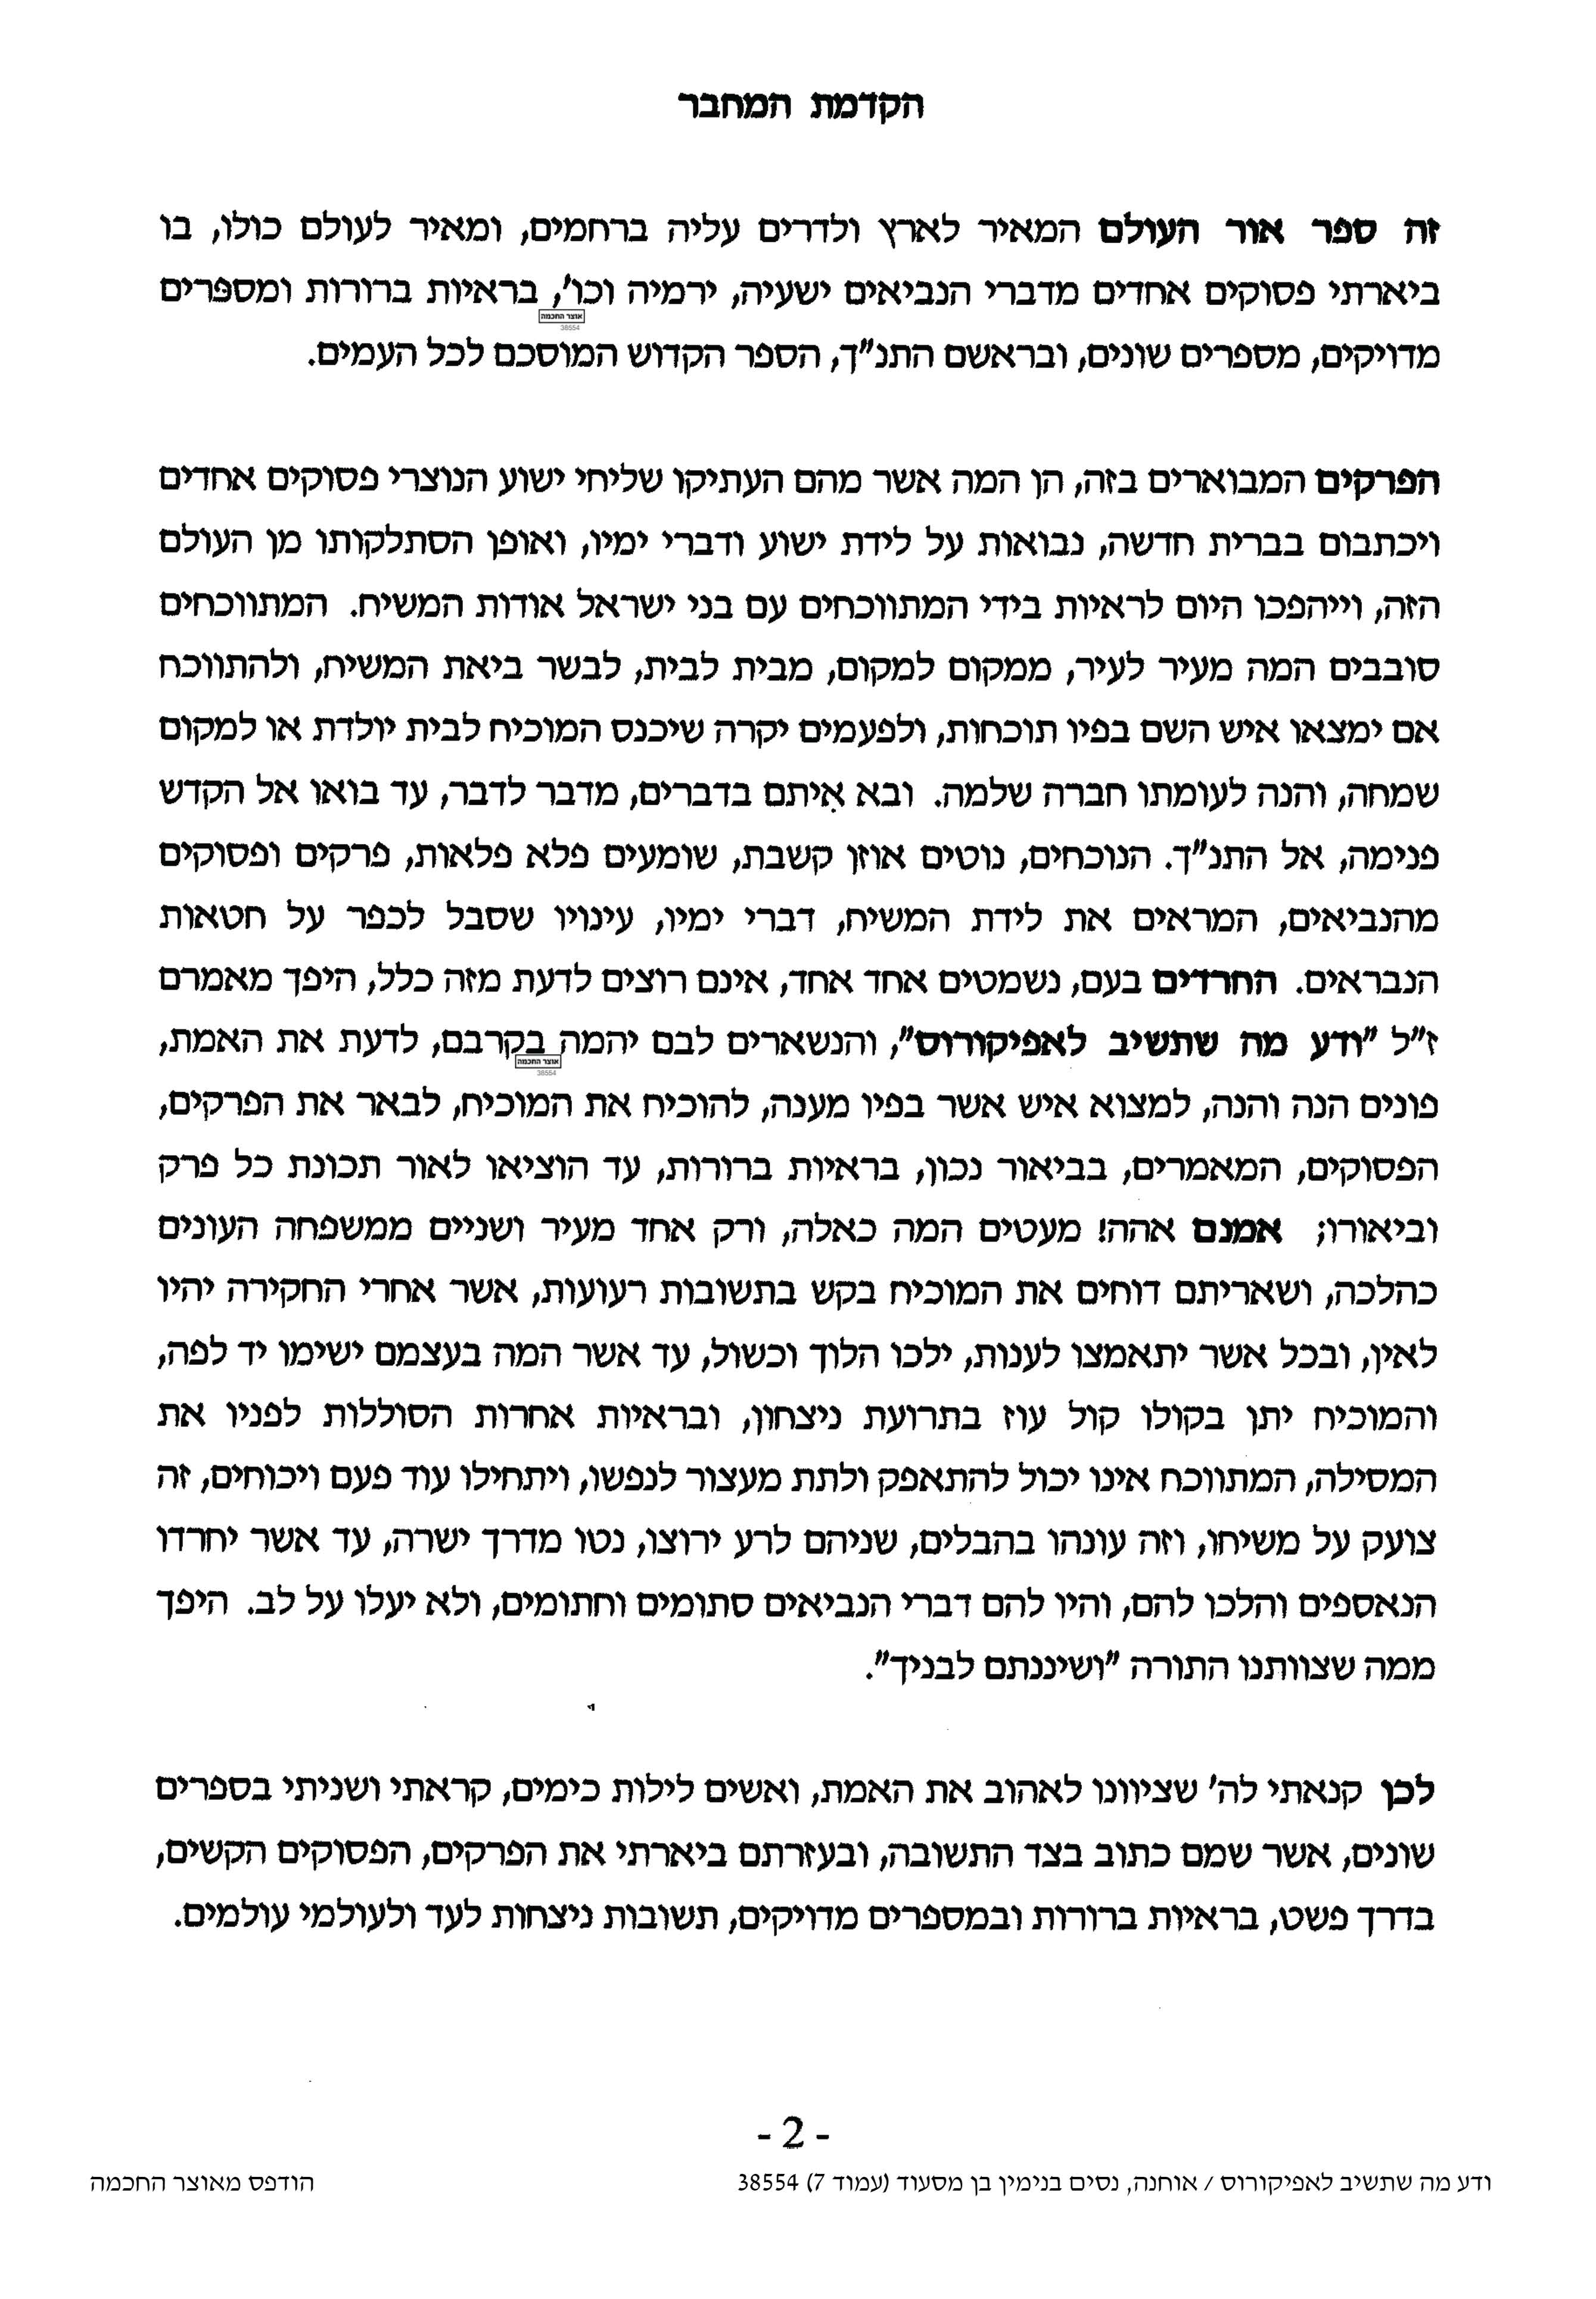 הקדמת המחבר
זה ספר אור העולם המאיר לארץ ולדרים עליה ברחמים, ומאיר לעולם כולו, בו
ביארתי פסוקים אחדים מדברי הנביאים ישעיה, ירמיה וכו', בראיות ברורות ומספרים
אוצר החכמה
38554
מדויקים, מספרים שונים, ובראשם התנ"ך, הספר הקדוש המוסכם לכל העמים.
הפרקים המבוארים בזה, הן המה אשר מהם העתיקו שליחי ישוע הנוצרי פסוקים אחדים
ויכתבום בברית חדשה, נבואות על לידת ישוע ודברי ימיו, ואופן הסתלקותו מן העולם
הזה, וייהפכו היום לראיות בידי המתווכחים עם בני ישראל אודות המשיח. המתווכחים
סובבים המה מעיר לעיר, ממקום למקום, מבית לבית, לבשר ביאת המשיח, ולהתווכח
אם ימצאו איש השם בפיו תוכחות, ולפעמים יקרה שיכנס המוכיח לבית יולדת או למקום
שמחה, והנה לעומתו חברה שלמה. ובא איתם בדברים, מדבר לדבר, עד בואו אל הקדש
פנימה, אל התנ"ך. הנוכחים, נוטים אוזן קשבת, שומעים פלא פלאות, פרקים ופסוקים
מהנביאים, המראים את לידת המשיח, דברי ימיו, עינויו שסבל לכפר על חטאות
הנבראים. החרדים בעם, נשמטים אחד אחד, אינם רוצים לדעת מזה כלל, היפך מאמרם
ז"ל "ודע מה שתשיב לאפיקורוס", והנשארים לבם יהמה בקרבם, לדעת את האמת,
אוצר החכמה
38554
פונים הנה והנה, למצוא איש אשר בפיו מענה, להוכיח את המוכיח, לבאר את הפרקים,
הפסוקים, המאמרים, בביאור נכון, בראיות ברורות, עד הוציאו לאור תכונת כל פרק
וביאורו; אמנם אהה! מעטים המה כאלה, ורק אחד מעיר ושניים ממשפחה העונים
כהלכה, ושאריתם דוחים את המוכיח בקש בתשובות רעועות, אשר אחרי החקירה יהיו
לאין, ובכל אשר יתאמצו לענות, ילכו הלוך וכשול, עד אשר המה בעצמם ישימו יד לפה,
והמוכיח יתן בקולו קול עוז בתרועת ניצחון, ובראיות אחרות הסוללות לפניו את
המסילה, המתווכח אינו יכול להתאפק ולתת מעצור לנפשו, ויתחילו עוד פעם ויכוחים, זה
צועק על משיחו, וזה עונהו בהבלים, שניהם לרע ירוצו, נטו מדרך ישרה, עד אשר יחרדו
הנאספים והלכו להם, והיו להם דברי הנביאים סתומים וחתומים, ולא יעלו על לב. היפך
ממה שצוותנו התורה "ושיננתם לבניך".
לכן קנאתי לה' שציוונו לאהוב את האמת, ואשים לילות כימים, קראתי ושניתי בספרים
שונים, אשר שמם כתוב בצד התשובה, ובעזרתם ביארתי את הפרקים, הפסוקים הקשים,
בדרך פשט, בראיות ברורות ובמספרים מדויקים, תשובות ניצחות לעד ולעולמי עולמים.
- 2 -
ודע מה שתשיב לאפיקורוס / אוחנה, נסים בנימין בן מסעוד (עמוד 7) 38554
הודפס מאוצר החכמה